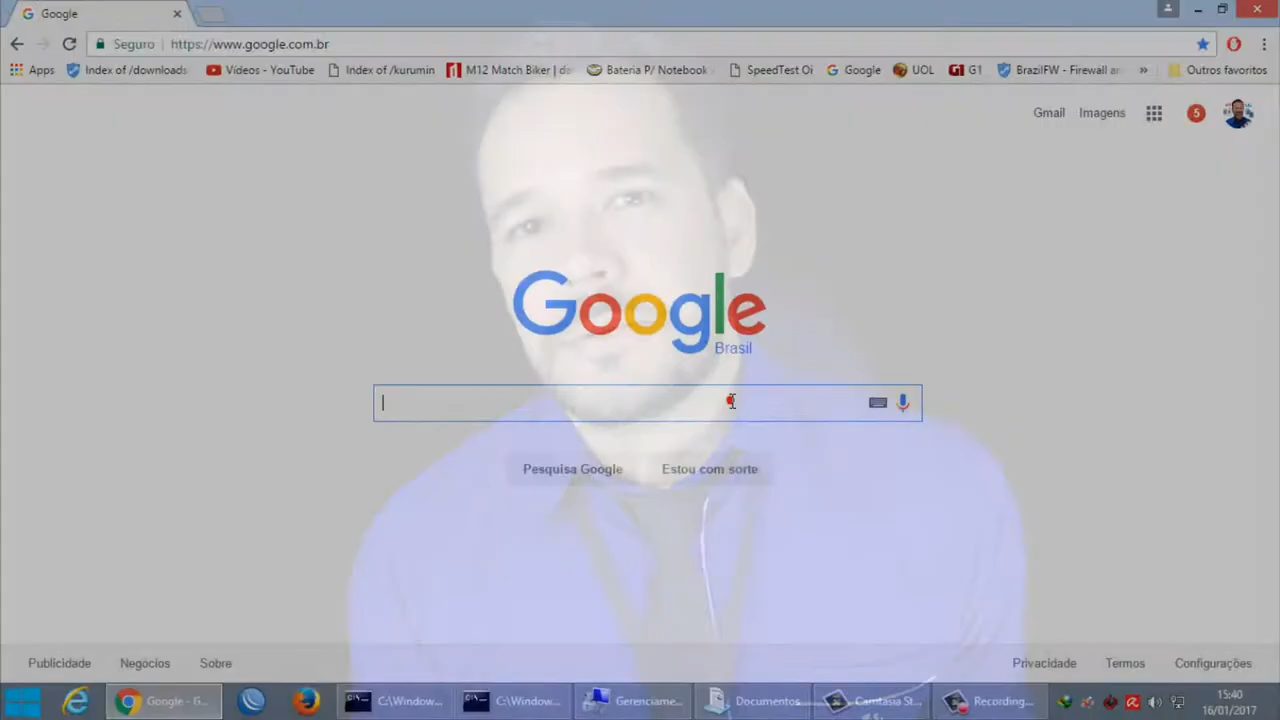 Google
Seguro https://www.google.com.br
Apps Index of /downloads Vídeos - YouTube Index of /kurumin M12 Match Biker | da Bateria P/ Notebook SpeedTest Oi Google UOL G1 BrazilFW - Firewall an » Outros favoritos
Gmail Imagens 5
Google
Brasil
Pesquisa Google Estou com sorte
Publicidade Negócios Sobre Privacidade Termos Configurações
Google - G... C:\Window... C:\Window... Gerenciame... Documentos Camtasia St... Recording...
15:40
16/01/2017